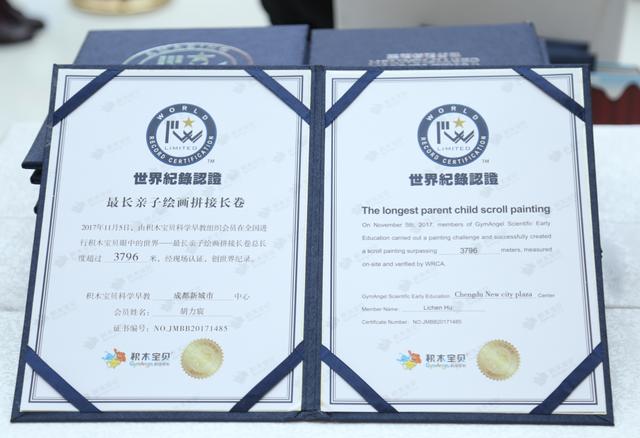 WORLD
RECORD CERTIFICATION
LIMITED
TM
世界紀錄認證
最长亲子绘画拼接长卷
2017年11月5日，由积木宝贝科学早教组织会员在全国进
行积木宝贝眼中的世界——最长亲子绘画拼接长卷总长
度超过 3796 米，经现场认证，创世界纪录。
积木宝贝科学早教 成都新城市 中心
会员姓名： 胡力宸
证书编号：NO.JMBB20171485
积木宝贝
GymAngel
WORLD
RECORD CERTIFICATION
LIMITED
TM
世界紀錄認證
The longest parent child scroll painting
On November 5th, 2017, members of GymAngel Scientific Early
Education carried out a painting challenge and successfully created
a scroll painting surpassing 3796 meters, measured
on-site and verified by WRCA.
GymAngel Scientific Early Education Chengdu New city plaza Center
Member Name: Lichen Hu
Certificate Number: NO.JMBB20171485
积木宝贝
GymAngel